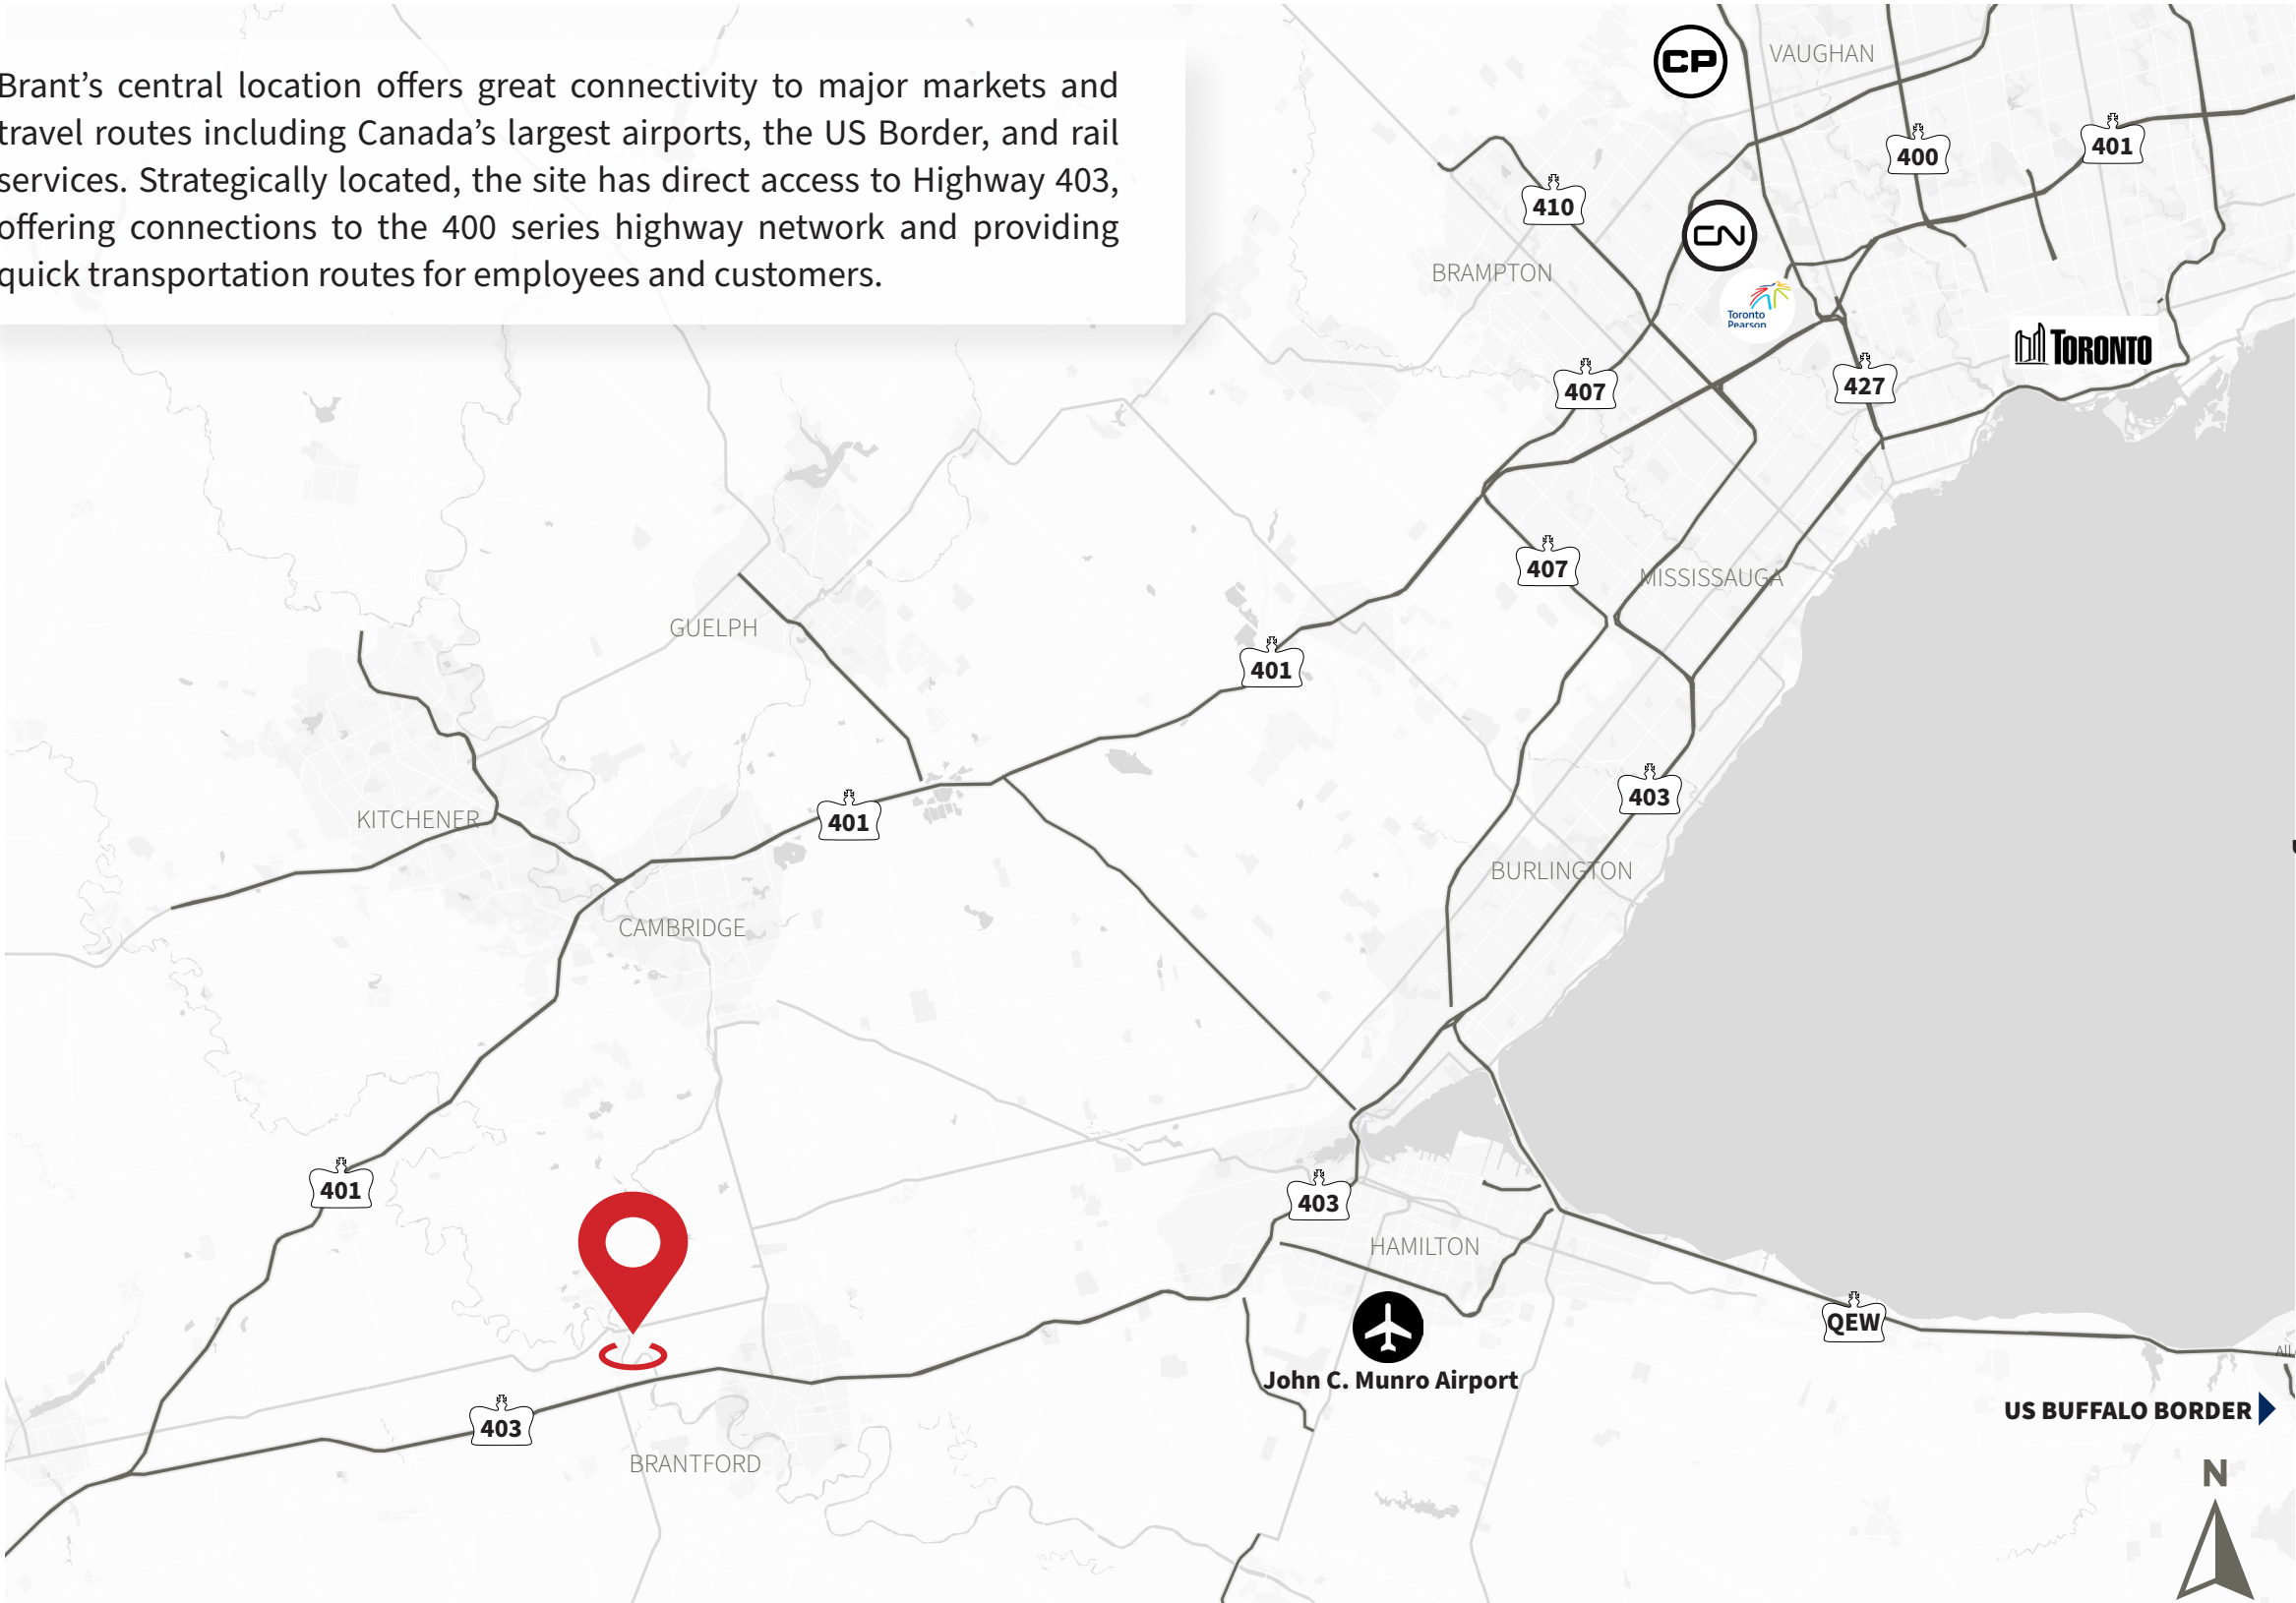 Brant's central location offers great connectivity to major markets and
travel routes including Canada's largest airports, the US Border, and rail
services. Strategically located, the site has direct access to Highway 403,
offering connections to the 400 series highway network and providing
quick transportation routes for employees and customers.
CP
VAUGHAN
400
401
410
CN
BRAMPTON
Toronto
Pearson
TORONTO
407
427
407
MISSISSAUGA
GUELPH
401
403
KITCHENER
401
BURLINGTON
CAMBRIDGE
401
403
HAMILTON
QEW
John C. Munro Airport
US BUFFALO BORDER
403
BRANTFORD
N